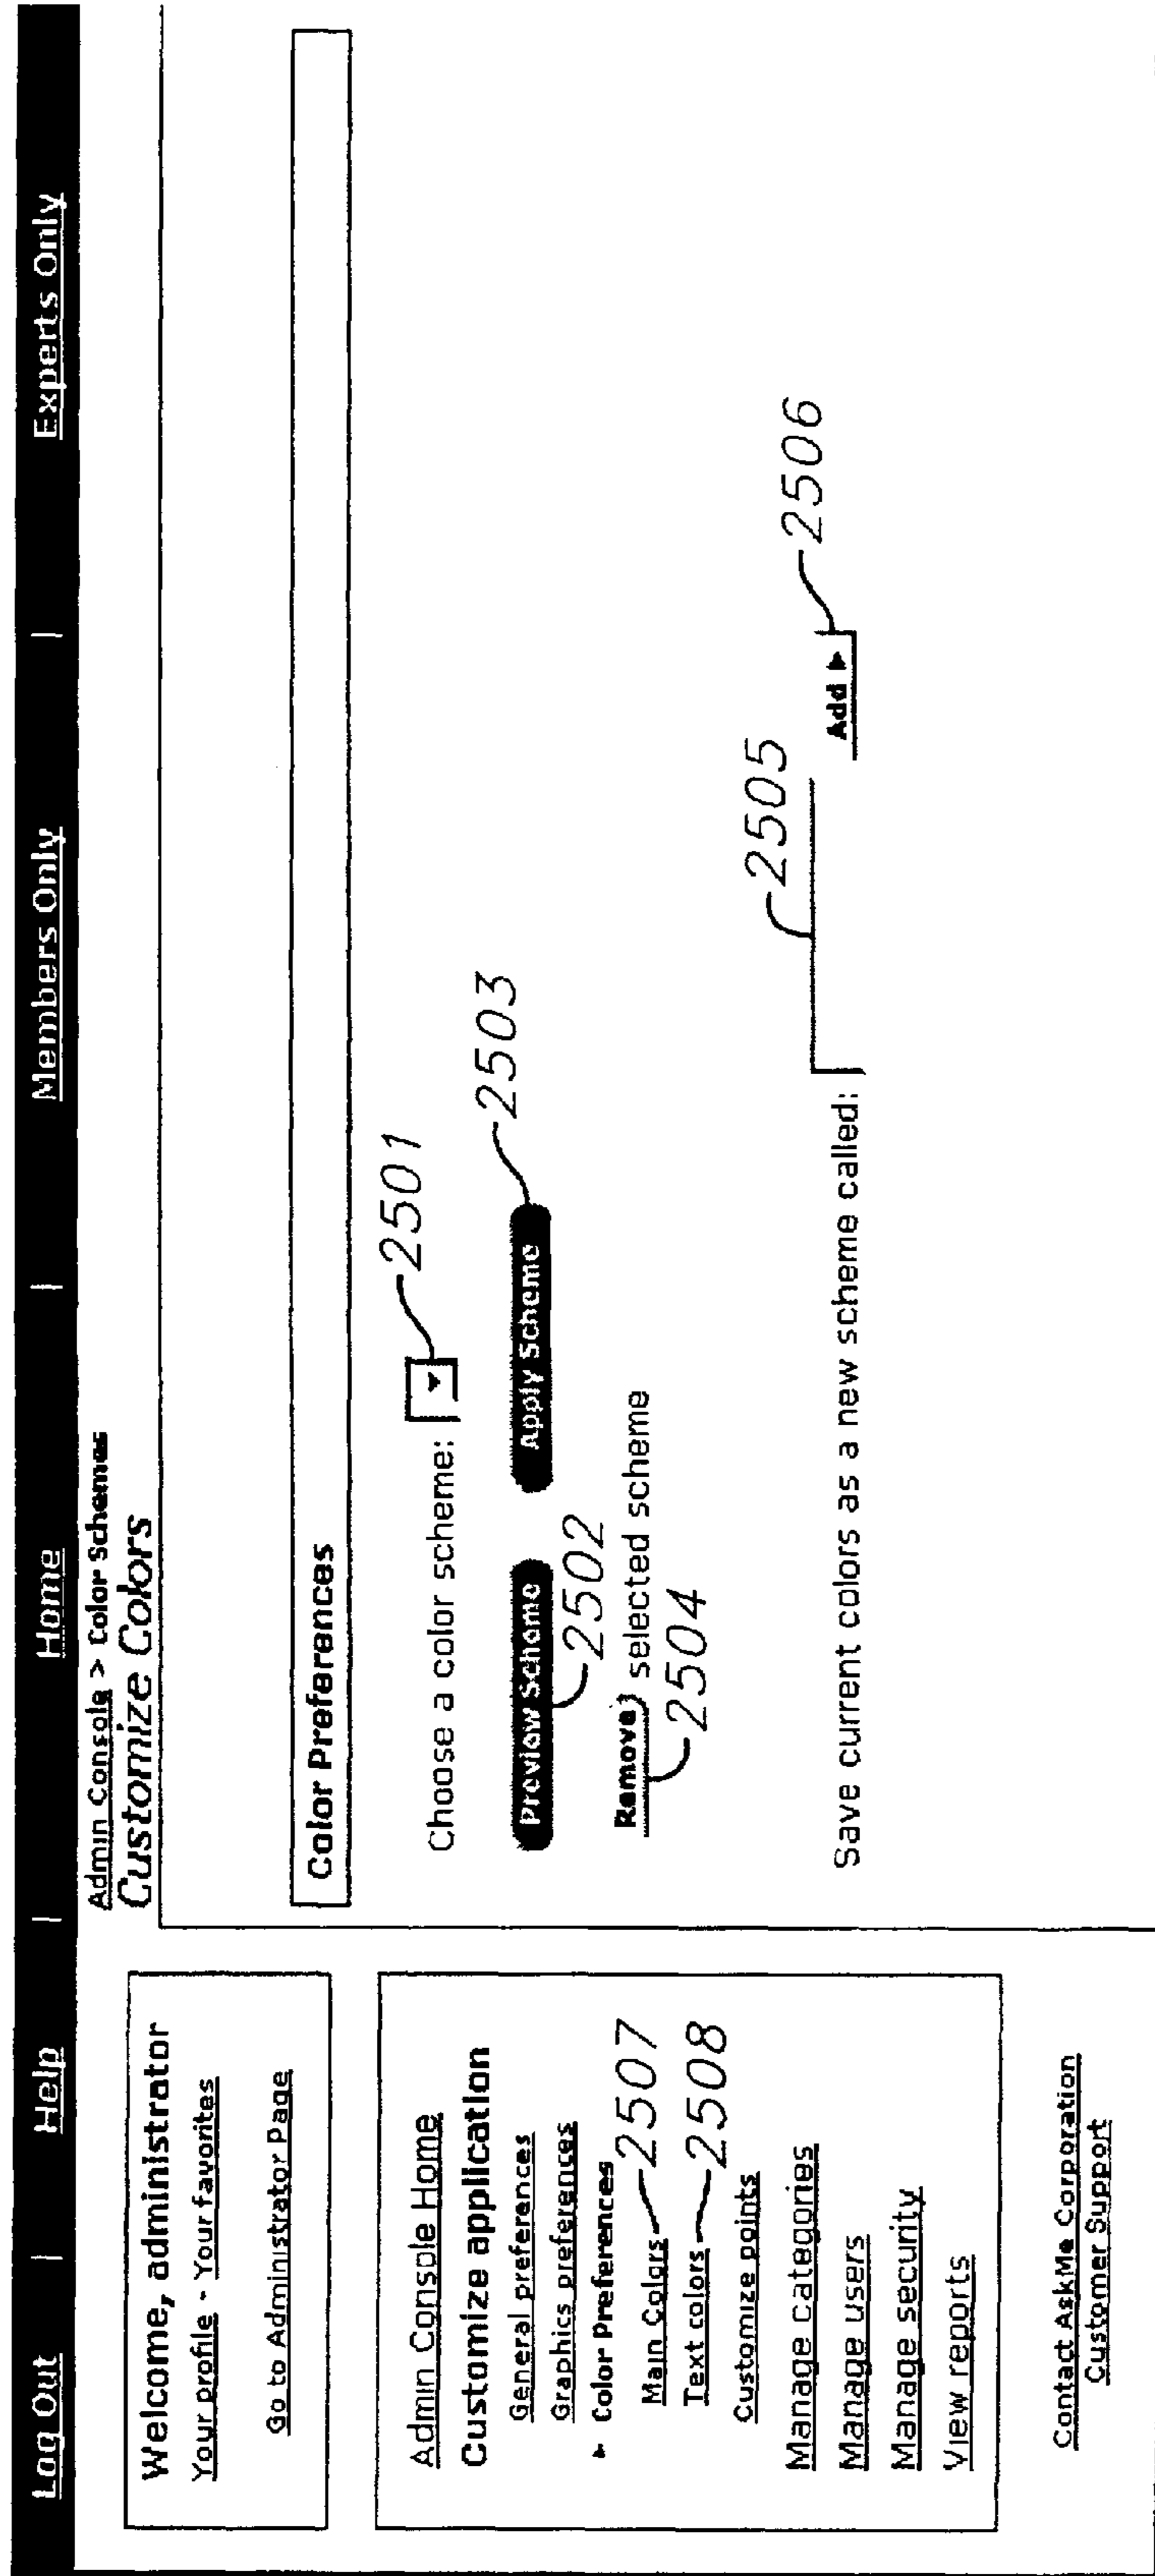 Log Out | Help | Home | Members Only | Experts Only
Welcome, administrator
Your profile - Your favorites
Go to Administrator Page
Admin Console Home
Customize application
General preferences
Graphics preferences
Color Preferences
Main Colors 2507
Text colors 2508
Customize points
Manage categories
Manage users
Manage security
View reports
Contact AskMe Corporation
Customer Support
Admin Console > Color Schemes
Customize Colors
Color Preferences
Choose a color scheme: 2501
Preview Scheme Apply Scheme 2503
2502
Remove selected scheme
2504
2505
Save current colors as a new scheme called: Add 2506